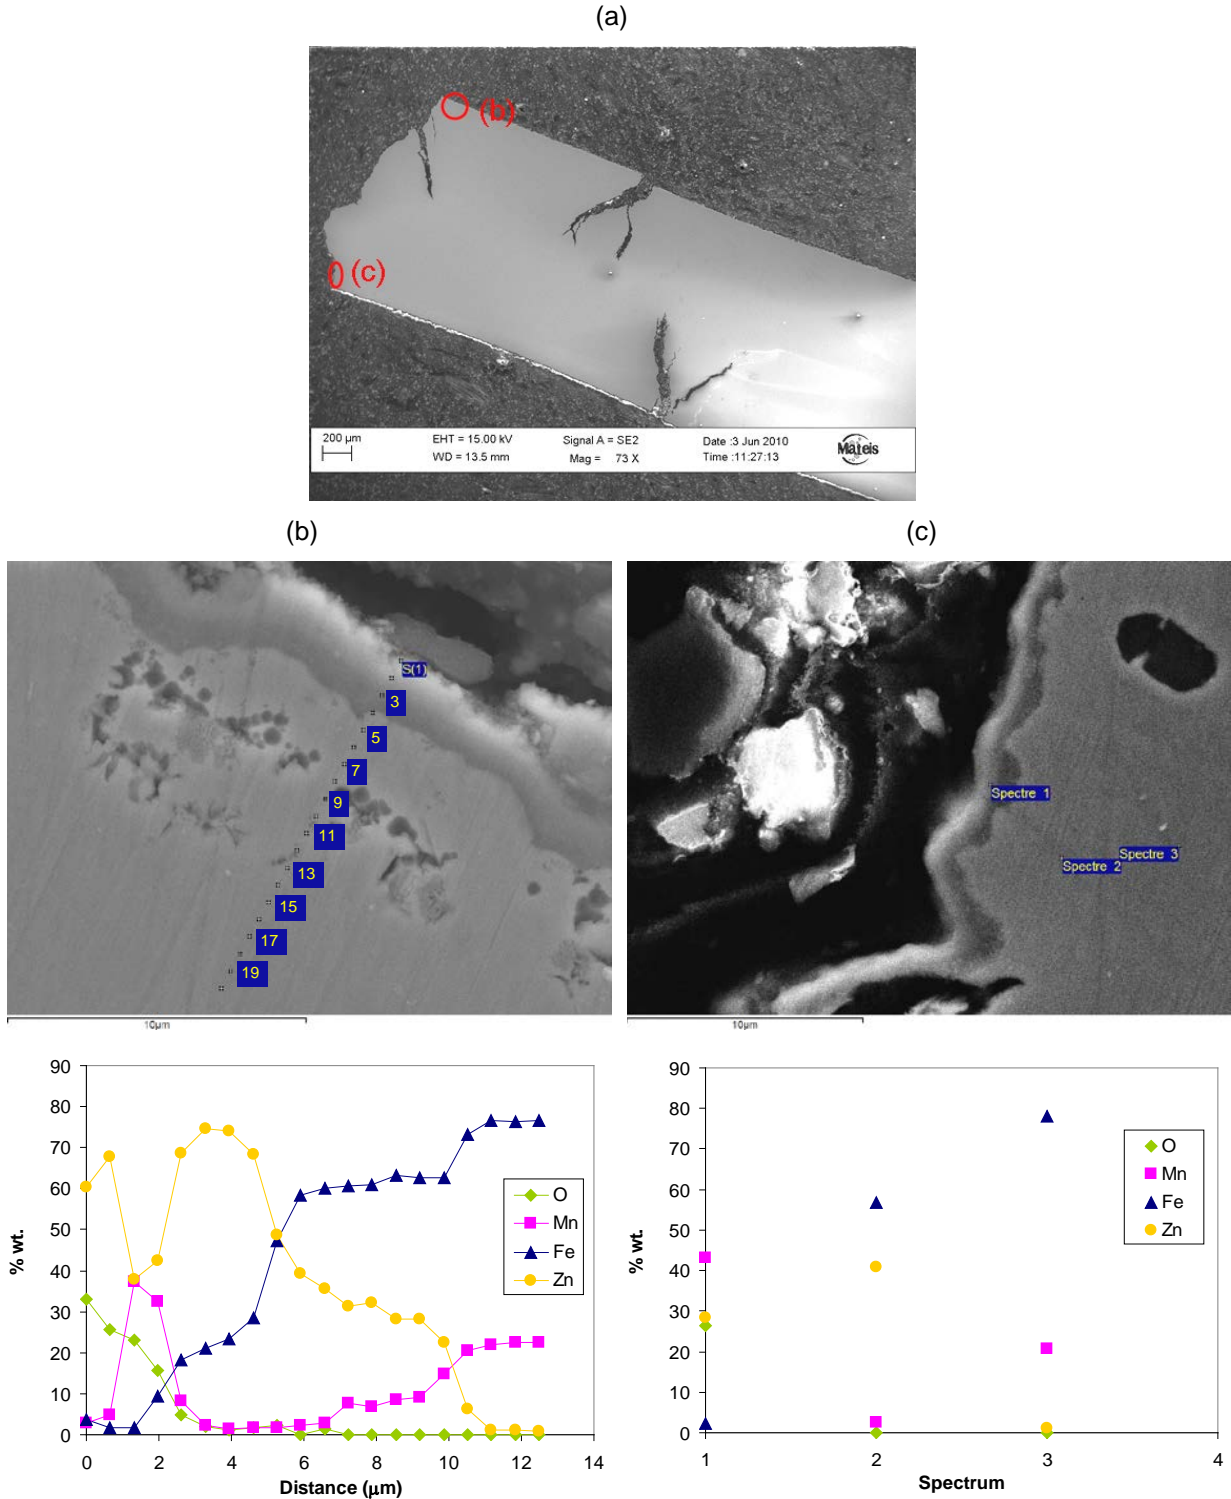 (a)
(b)
(c)
200 µm
EHT = 15.00 kV
Signal A = SE2
Date :3 Jun 2010
WD = 13.5 mm
Mag = 73 X
Time :11:27:13
Mateis
(b)
(c)
S(1)
3
5
7
9
11
13
15
17
19
10µm
Spectre 1
Spectre 2
Spectre 3
10µm
90
80
70
60
50
40
30
20
10
0
% wt.
0 2 4 6 8 10 12 14
Distance (µm)
O
Mn
Fe
Zn
90
80
70
60
50
40
30
20
10
0
% wt.
1 2 3 4
Spectrum
O
Mn
Fe
Zn